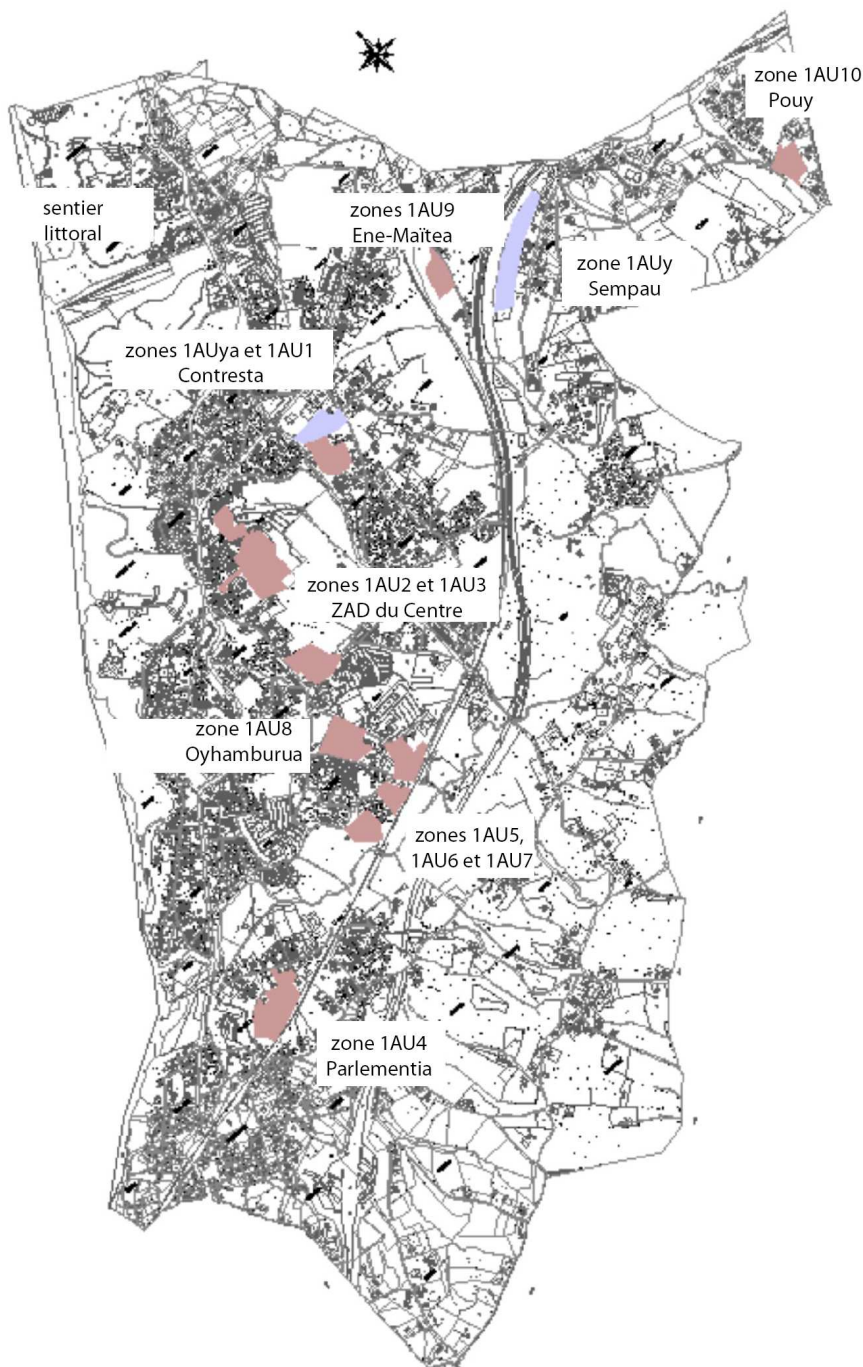 zone 1AU10
Pouy
sentier
littoral
zones 1AU9
Ene-Maïtea
zone 1AUy
Sempau
zones 1AUya et 1AU1
Contresta
zones 1AU2 et 1AU3
ZAD du Centre
zone 1AU8
Oyhamburua
zones 1AU5,
1AU6 et 1AU7
zone 1AU4
Parlementia